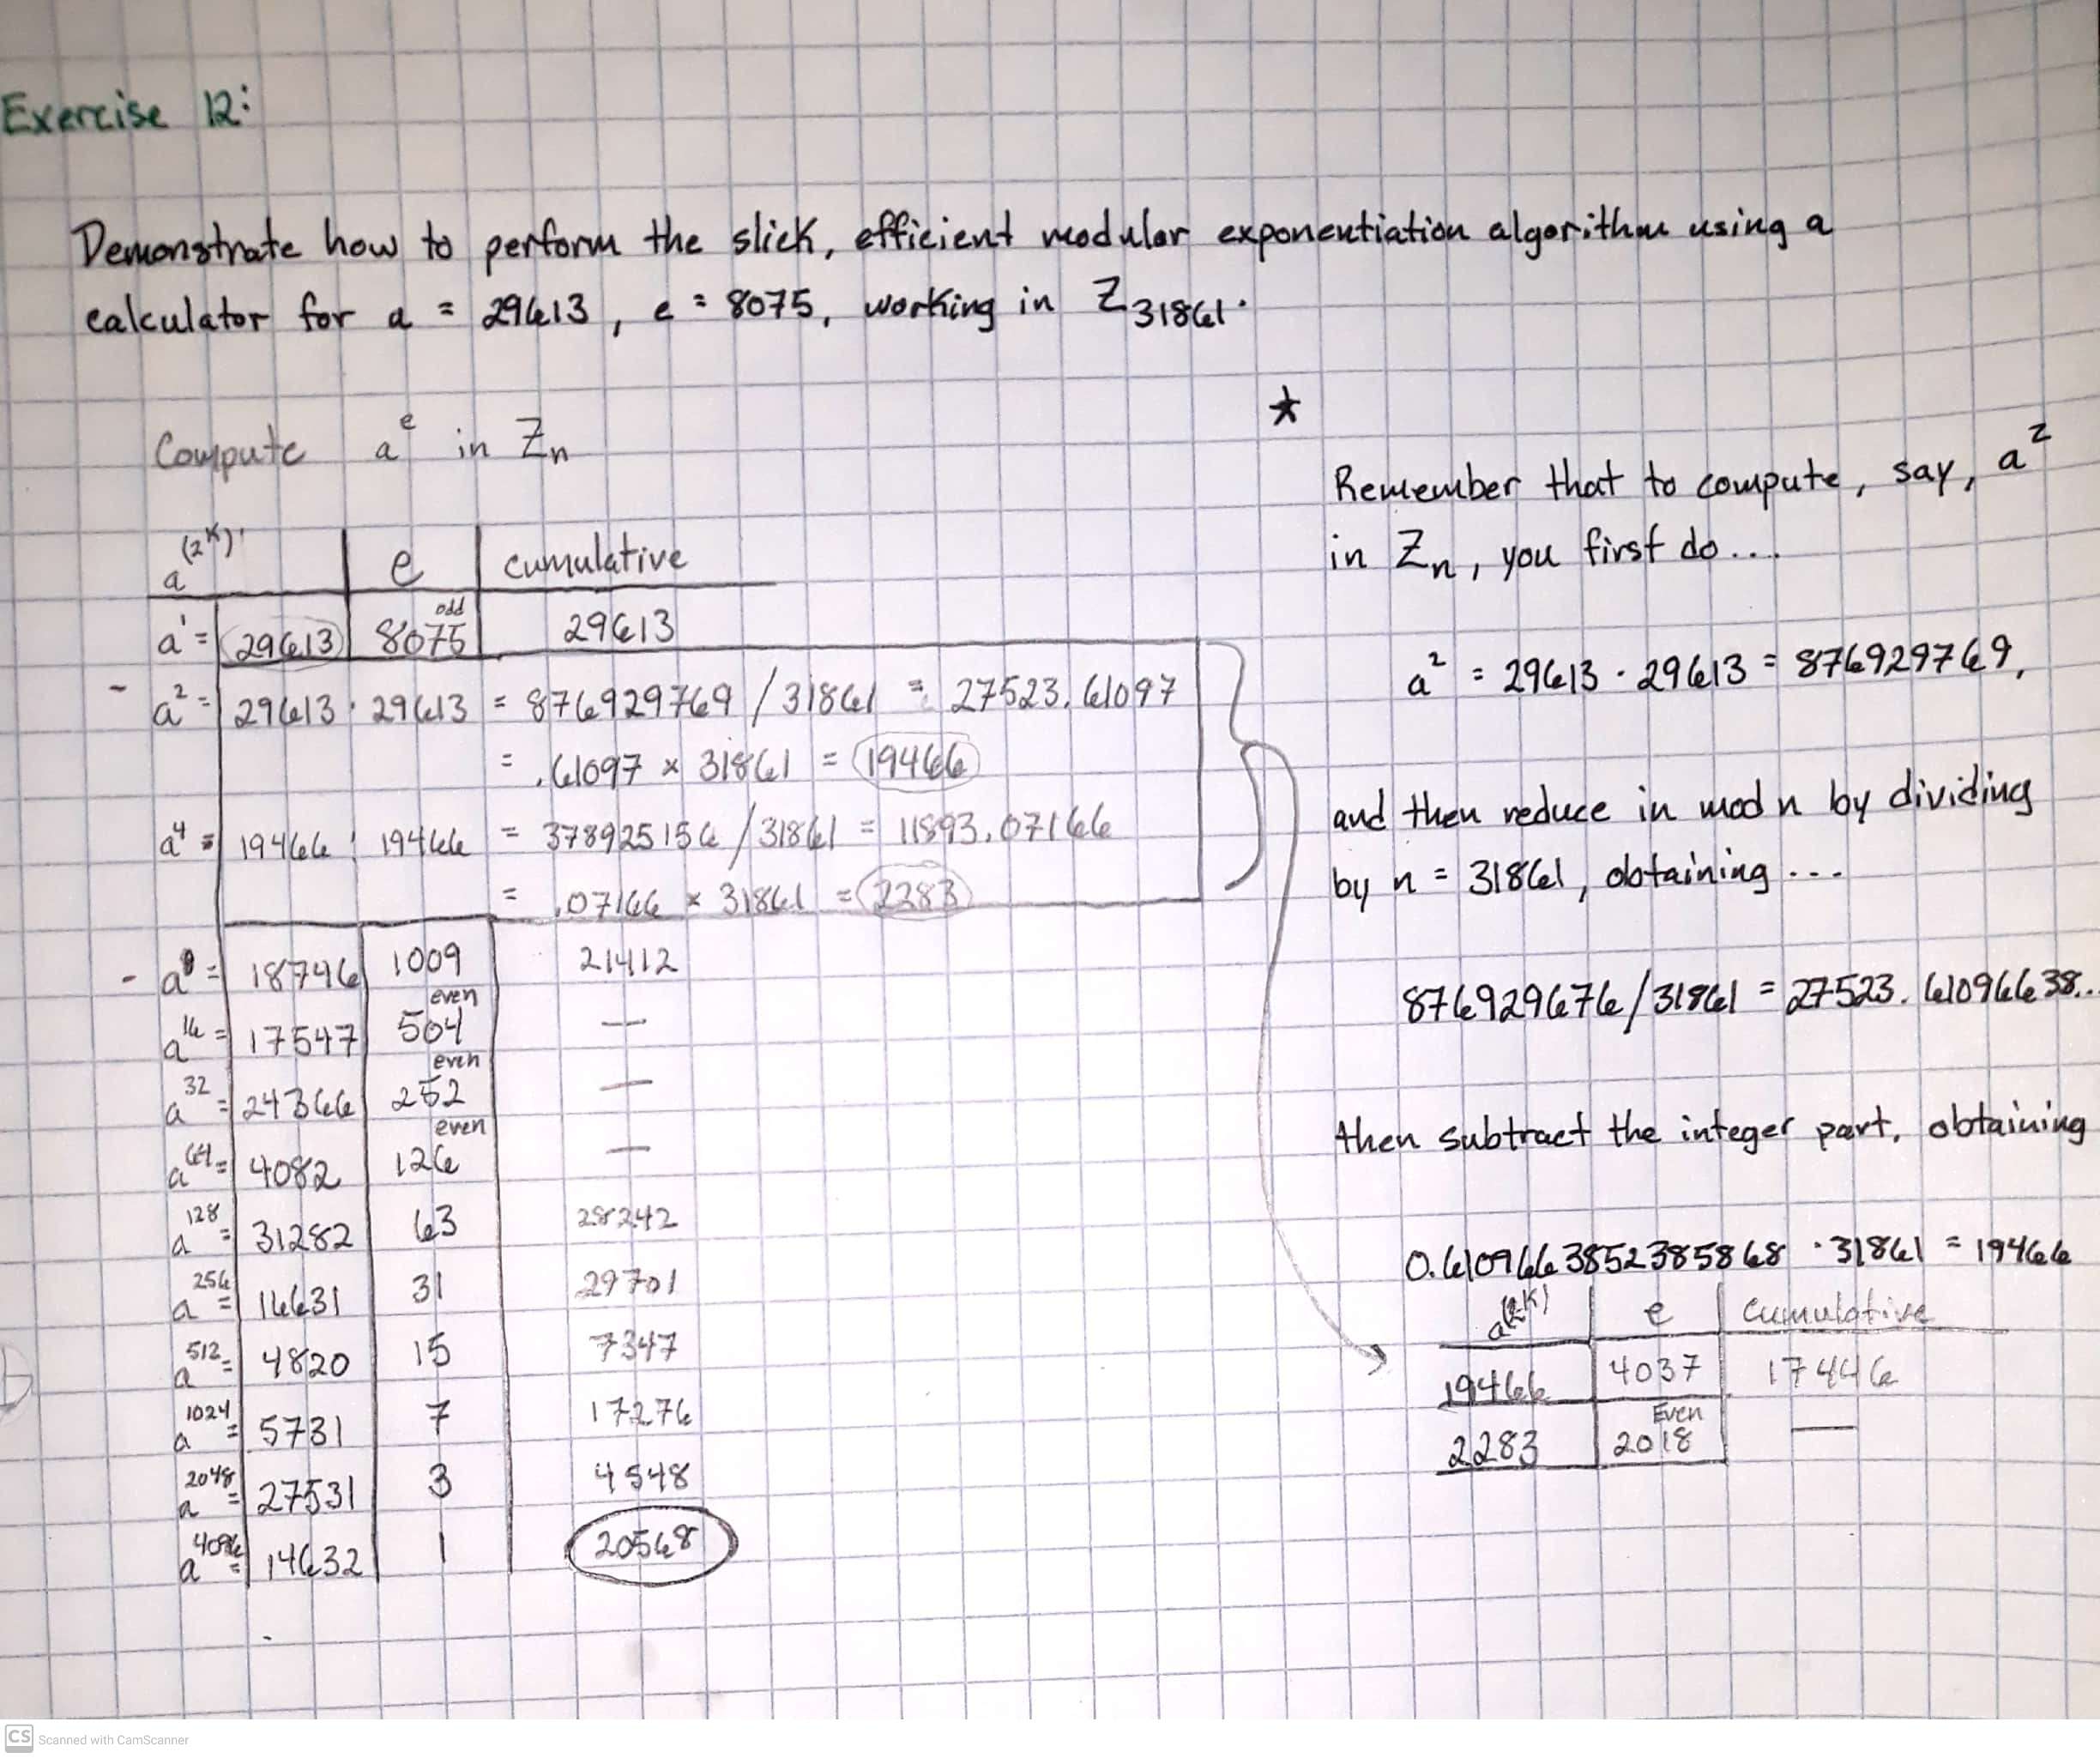 Exercise 12:
Demonstrate how to perform the slick, efficient modular exponentiation algorithm using a
calculator for a = 29613, e = 8075, working in Z31861.
Compute a^e in Zn
a^(2^K) e cumulative
a^1 = 29613 8075 odd 29613
a^2 = 29613 · 29613 = 876929769 / 31861 = 27523.61097
= .61097 × 31861 = 19466
a^4 = 19466 · 19466 = 378925156 / 31861 = 11893.07166
= .07166 × 31861 = 2283
a^8 = 18746 1009 21412
a^16 = 17547 504 even —
a^32 = 24366 252 even —
a^64 = 4082 126 even —
a^128 = 31282 63 28242
a^256 = 16631 31 29701
a^512 = 4820 15 7347
a^1024 = 5731 7 17276
a^2048 = 27531 3 4548
a^4096 = 14632 1 20568
*
Remember that to compute, say, a^2
in Zn, you first do...
a^2 = 29613 · 29613 = 876929769,
and then reduce in mod n by dividing
by n = 31861, obtaining...
876929676/31861 = 27523.61096638...
then subtract the integer part, obtaining
0.6109663852385868 · 31861 = 19466
a^(2^K) e Cumulative
19466 4037 17446
2283 2018 Even —
CS Scanned with CamScanner